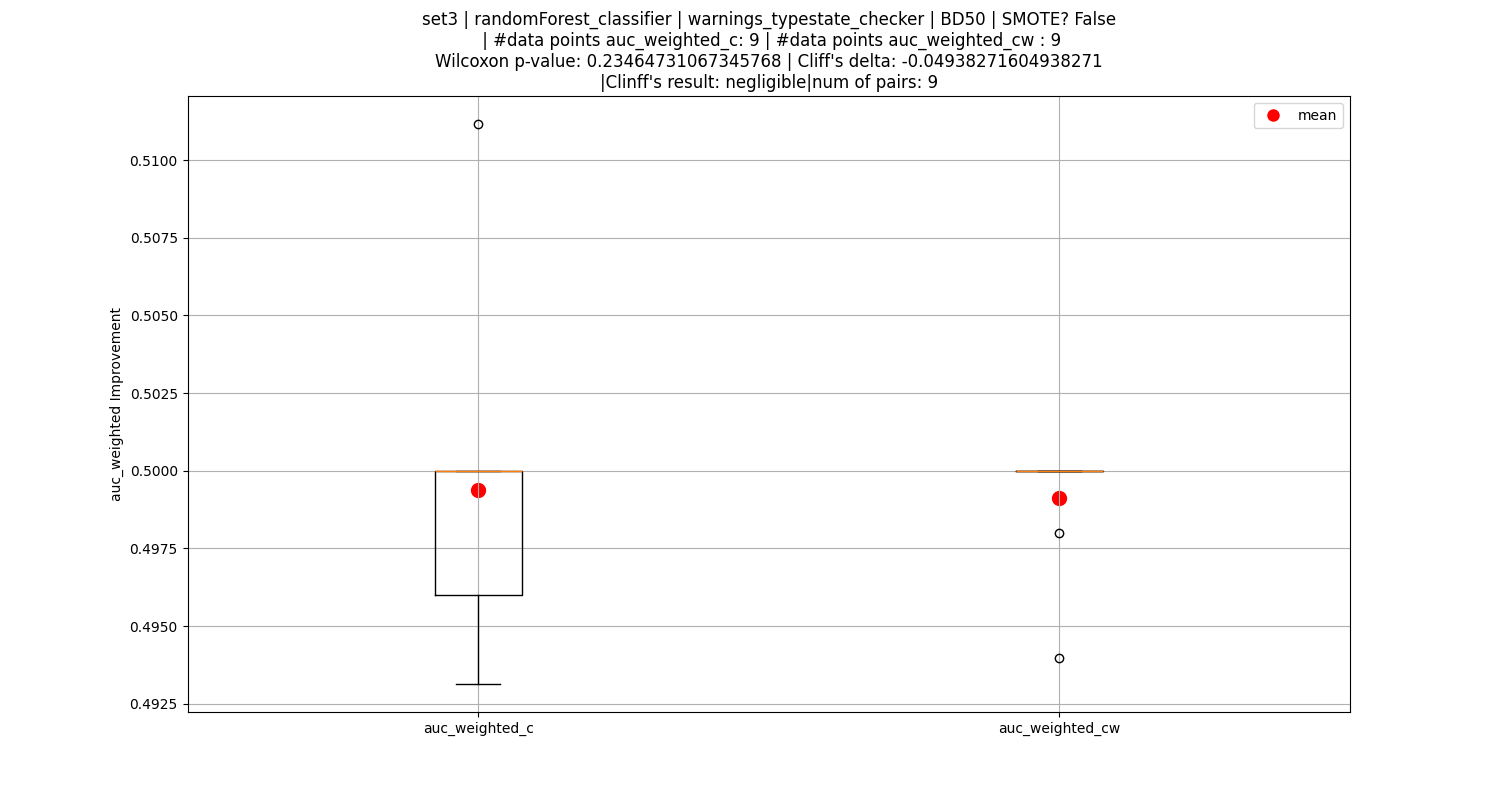 set3 | randomForest_classifier | warnings_typestate_checker | BD50 | SMOTE? False
| #data points auc_weighted_c: 9 | #data points auc_weighted_cw : 9
Wilcoxon p-value: 0.23464731067345768 | Cliff's delta: -0.04938271604938271
|Clinff's result: negligible|num of pairs: 9
mean
0.5100
0.5075
0.5050
0.5025
0.5000
0.4975
0.4950
0.4925
auc_weighted Improvement
auc_weighted_c
auc_weighted_cw